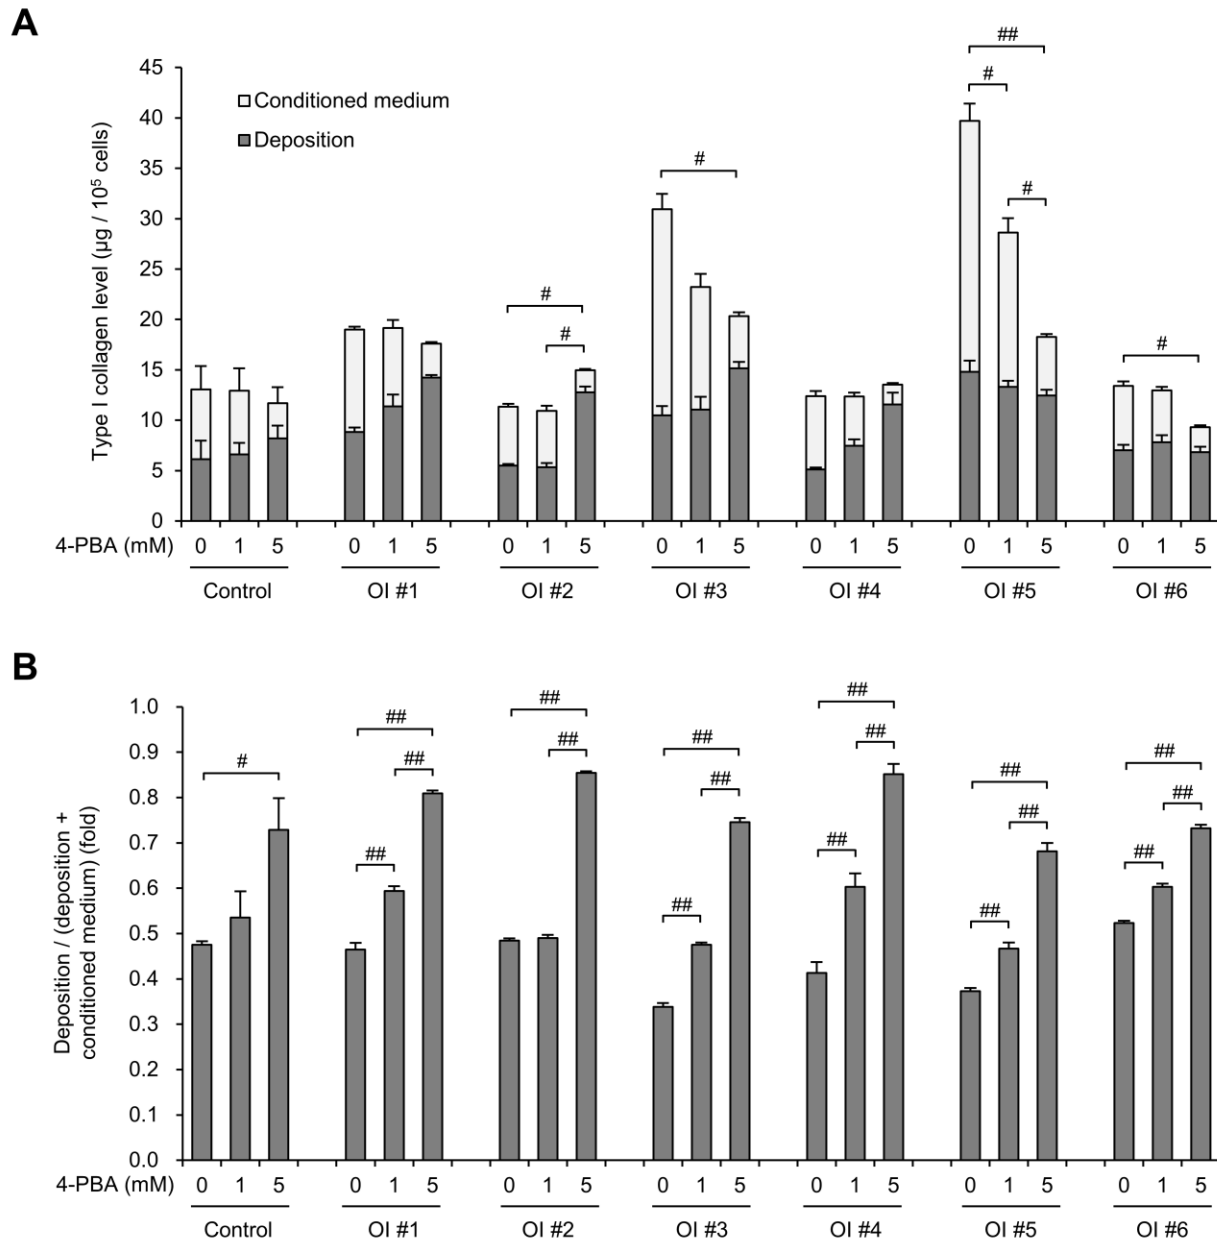 A
##
#
45
Conditioned medium
Deposition
40
35
#
#
30
25
#
#
20
#
15
10
5
0
Type I collagen level (µg / 10⁵ cells)
4-PBA (mM) 0 1 5 0 1 5 0 1 5 0 1 5 0 1 5 0 1 5 0 1 5
Control OI #1 OI #2 OI #3 OI #4 OI #5 OI #6
B
1.0
## ## ##
0.9
## ## ## ##
0.8
# ## ## ## ##
0.7
## ##
0.6
## ##
0.5
## ##
0.4
0.3
0.2
0.1
0.0
Deposition / (deposition +
conditioned medium) (fold)
4-PBA (mM) 0 1 5 0 1 5 0 1 5 0 1 5 0 1 5 0 1 5 0 1 5
Control OI #1 OI #2 OI #3 OI #4 OI #5 OI #6